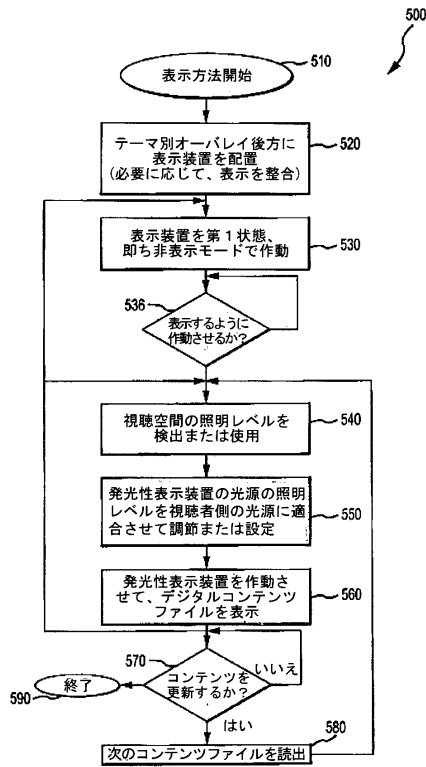 500
表示方法開始
510
テーマ別オーバレイ後方に
表示装置を配置
(必要に応じて、表示を整合)
520
表示装置を第1状態、
即ち非表示モードで作動
530
536
表示するように
作動させるか?
視聴空間の照明レベルを
検出または使用
540
発光性表示装置の光源の照明
レベルを視聴者側の光源に適
合させて調節または設定
550
発光性表示装置を作動さ
せて、デジタルコンテンツ
ファイルを表示
560
570
コンテンツを
更新するか?
いいえ
終了
590
はい
580
次のコンテンツファイルを読出